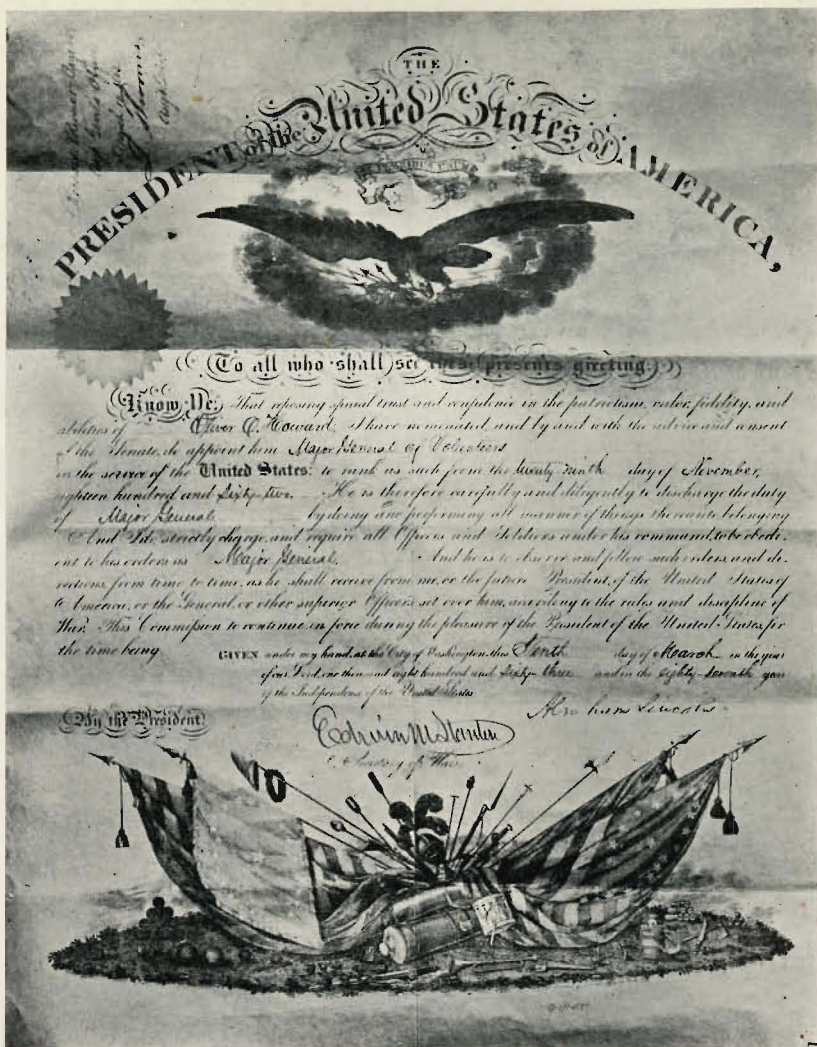 THE
PRESIDENT of the United States of AMERICA,
To all who shall see these presents greeting:
Know Ye, That reposing special trust and confidence in the patriotism, valor, fidelity, and
abilities of Oliver O. Howard I have nominated, and by and with the advice and consent
of the Senate, do appoint him Major General of Volunteers
in the service of the United States: to rank as such from the twenty ninth day of November,
eighteen hundred and Sixty-two. He is therefore carefully and diligently to discharge the duty
of Major General by doing and performing all manner of things thereunto belonging
And I do strictly charge, and require all Officers and Soldiers under his command, to be obedi-
ent to his orders as Major General. And he is to observe and follow such orders, and di-
rections, from time to time, as he shall receive from me, or the future President, of the United States of
America, or the General, or other superior Officers set over him, according to the rules and discipline of
War. This Commission to continue in force during the pleasure of the President of the United States, for
the time being
GIVEN under my hand, at the City of Washington, this Tenth day of March in the year
of our Lord, one thousand eight hundred and Sixty-three and in the Eighty-seventh year
of the Independence of the United States
Abraham Lincoln
By the President
Edwin M Stanton
Secretary of War